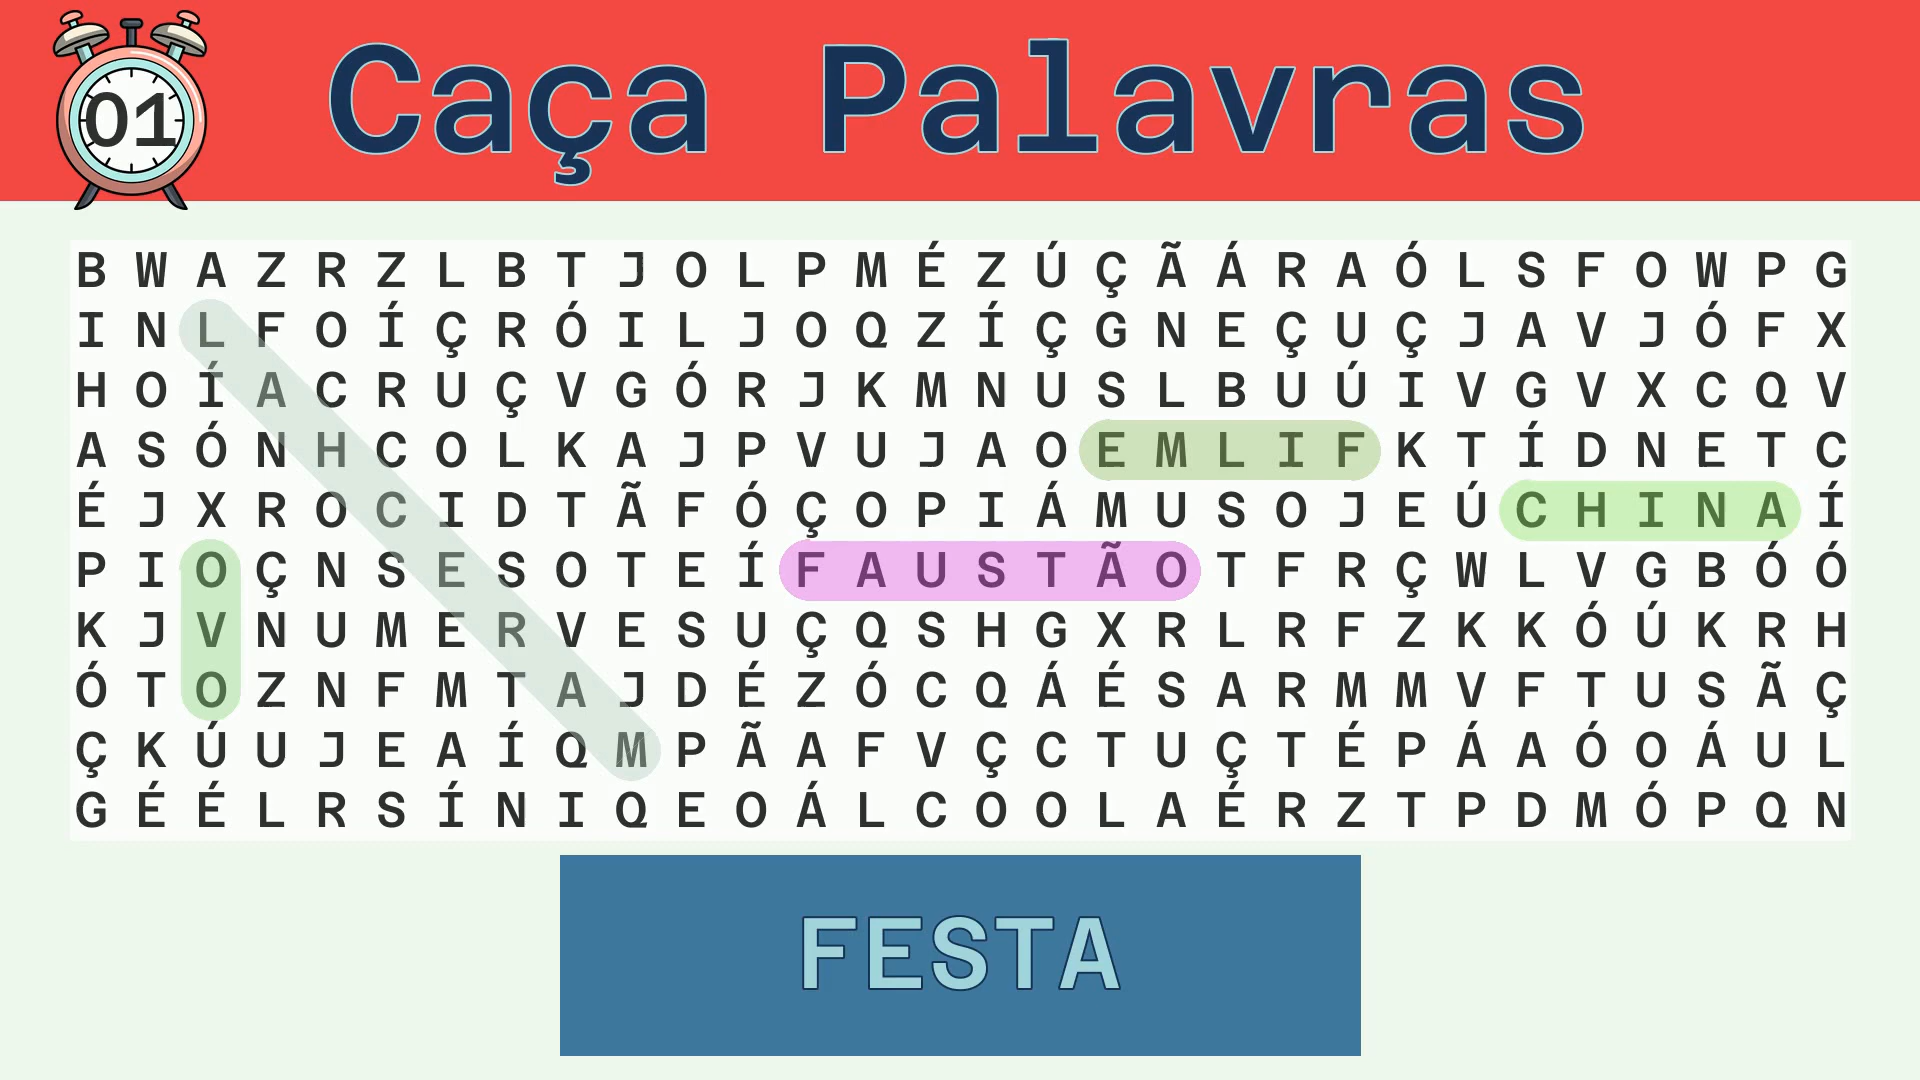 01
Caça Palavras
B W A Z R Z L B T J O L P M É Z Ú Ç Ã Á R A Ó L S F O W P G
I N L F O Í Ç R Ó I L J O Q Z Í Ç G N E Ç U Ç J A V J Ó F X
H O Í A C R U Ç V G Ó R J K M N U S L B U Ú I V G V X C Q V
A S Ó N H C O L K A J P V U J A O E M L I F K T Í D N E T C
É J X R O C I D T Ã F Ó Ç O P I Á M U S O J E Ú C H I N A Í
P I O Ç N S E S O T E Í F A U S T Ã O T F R Ç W L V G B Ó Ó
K J V N U M E R V E S U Ç Q S H G X R L R F Z K K Ó Ú K R H
Ó T O Z N F M T A J D É Z Ó C Q Á É S A R M M V F T U S Ã Ç
Ç K Ú U J E A Í Q M P Ã A F V Ç C T U Ç T É P Á A Ó O Á U L
G É É L R S Í N I Q E O Á L C O O L A É R Z T P D M Ó P Q N
FESTA